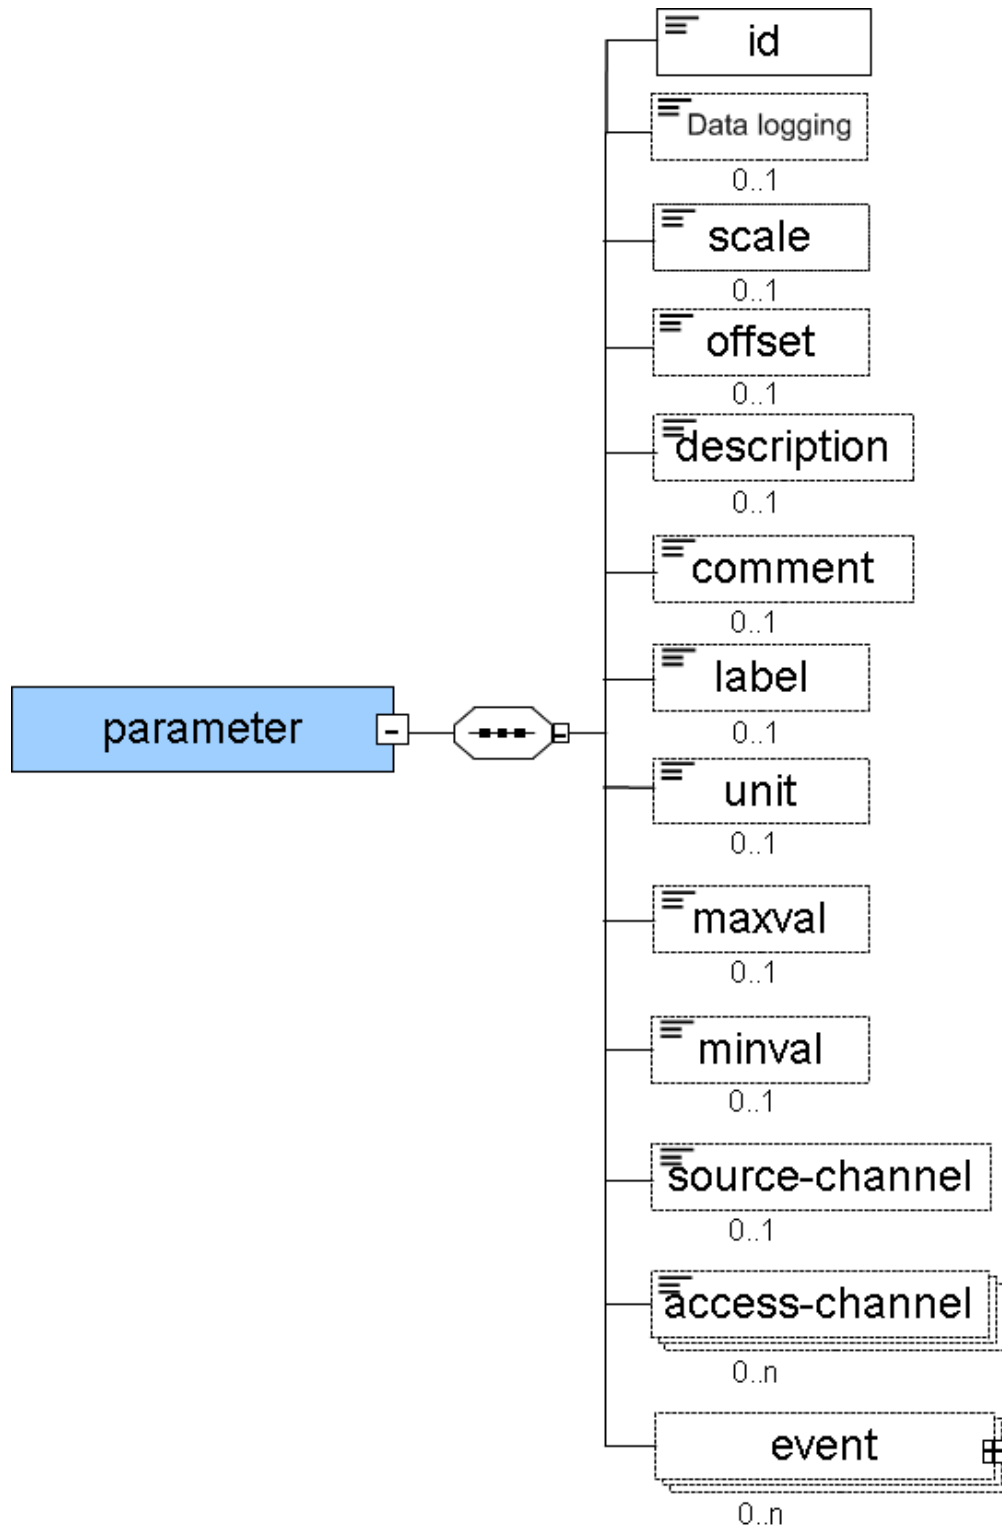 id
Data logging
0..1
scale
0..1
offset
0..1
description
0..1
comment
0..1
label
0..1
parameter
unit
0..1
maxval
0..1
minval
0..1
source-channel
0..1
access-channel
0..n
event
0..n